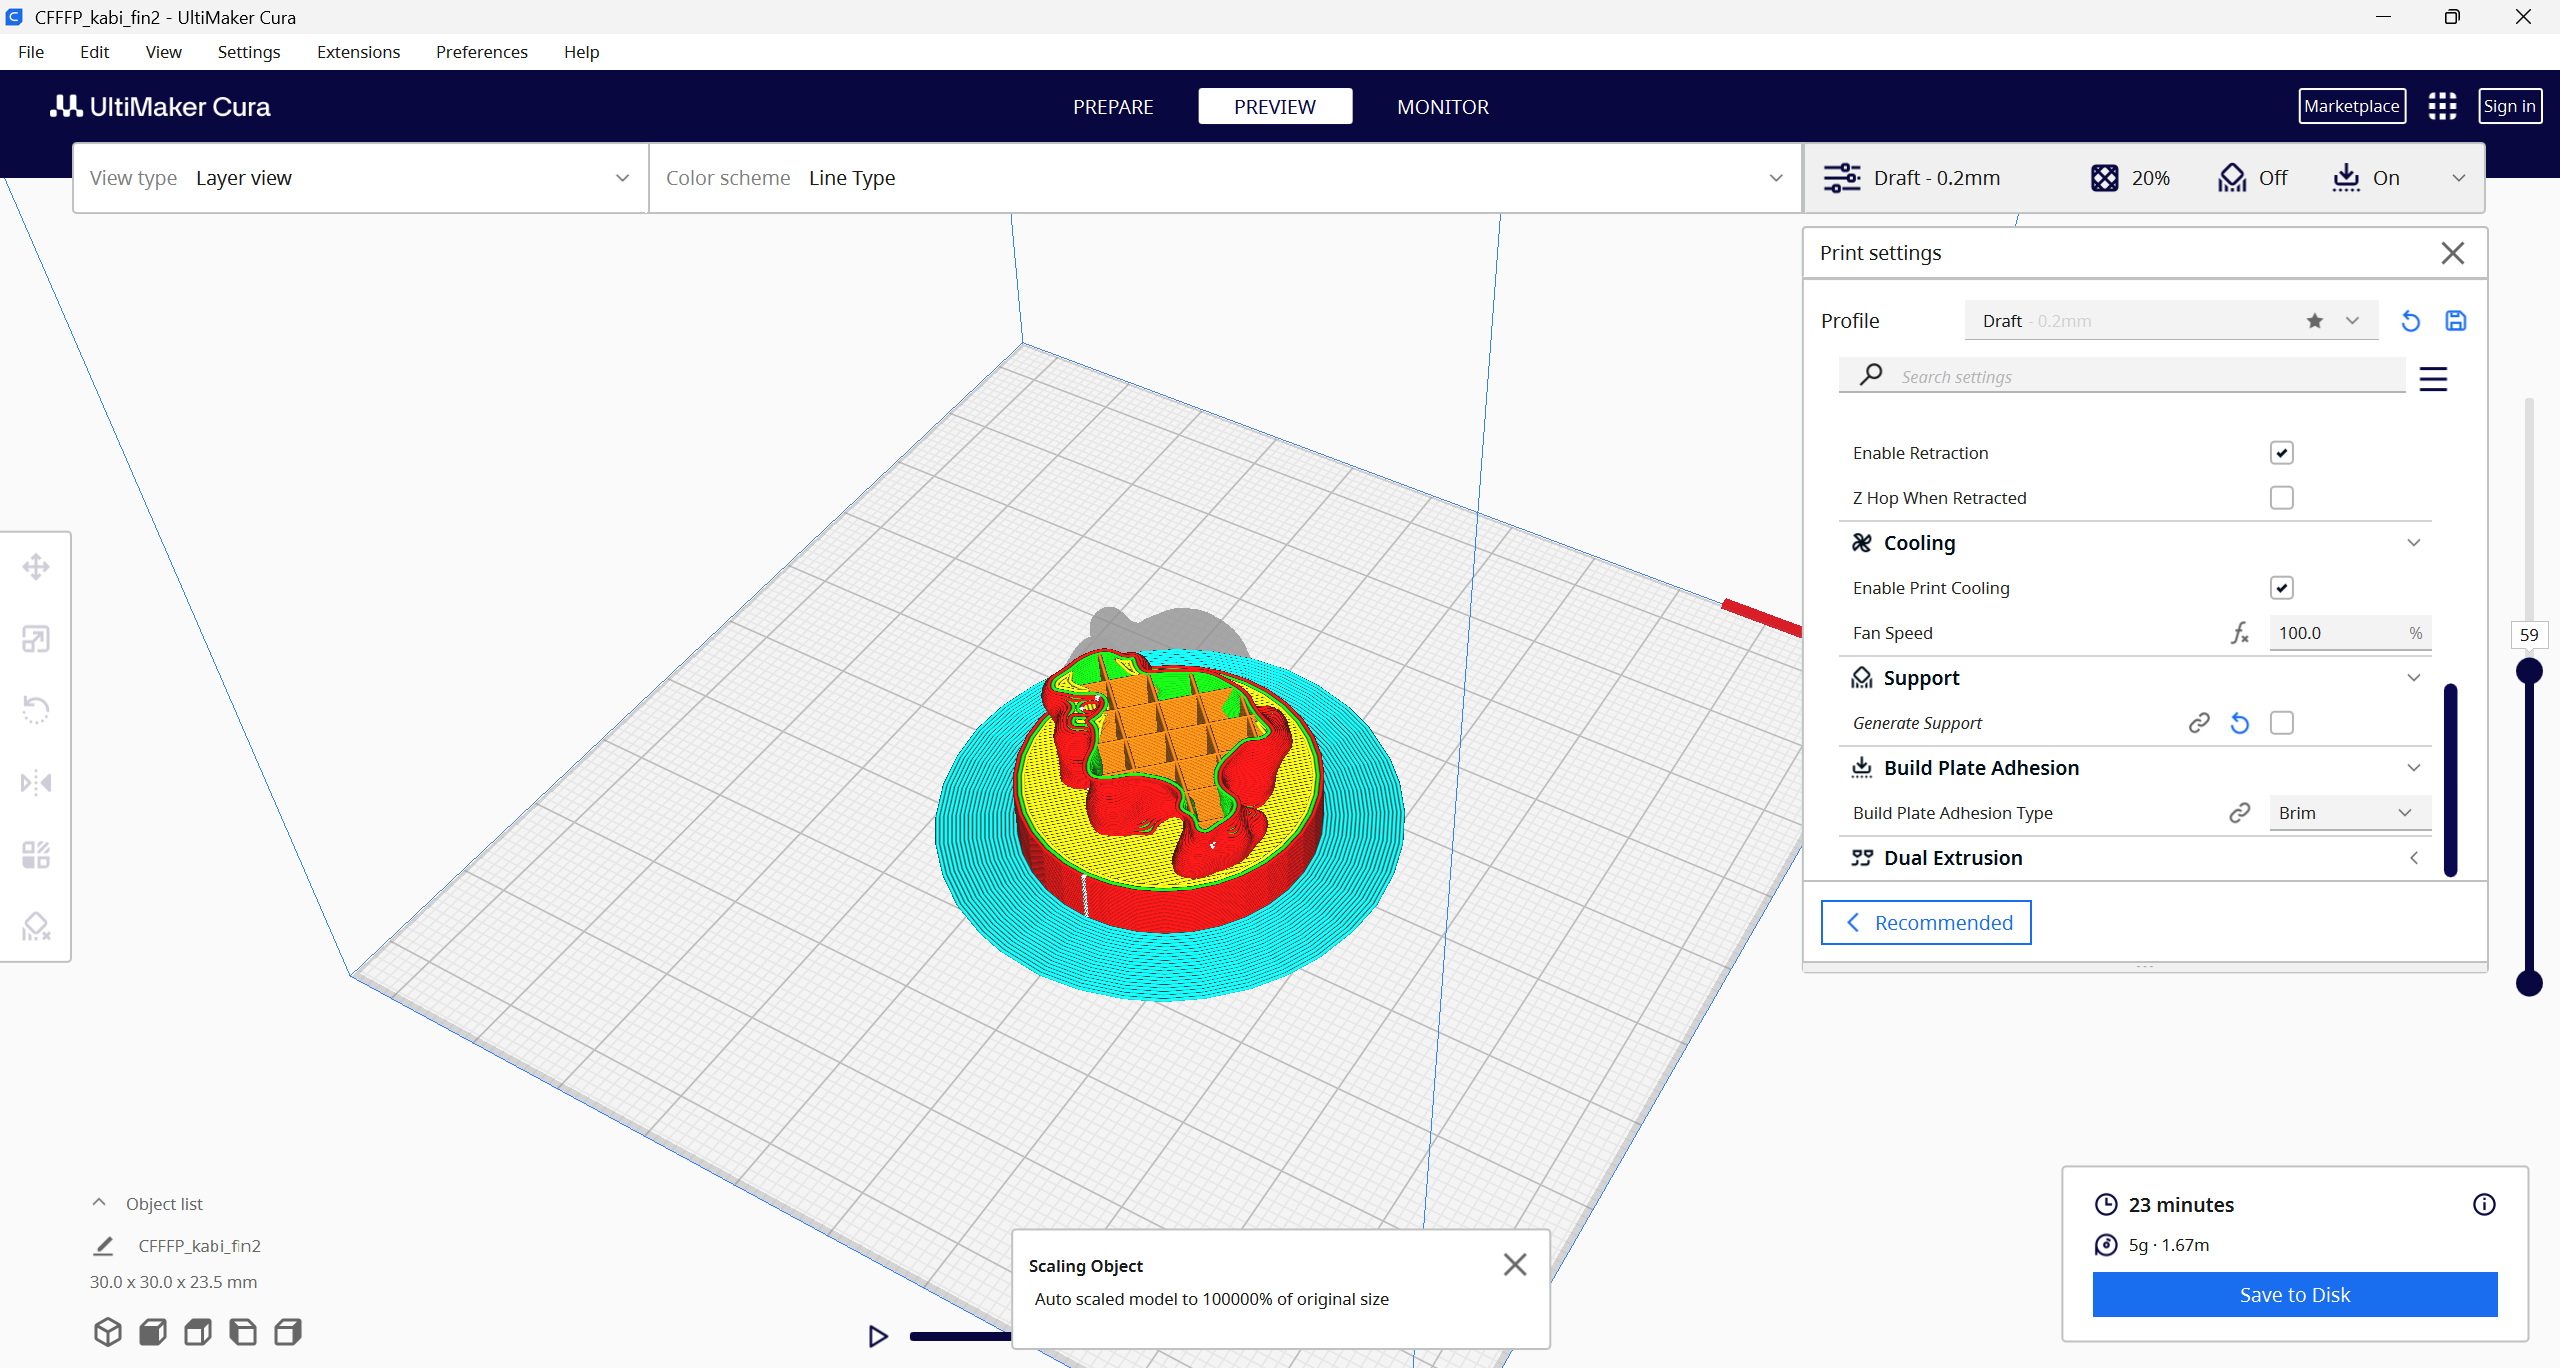 CFFFP_kabi_fin2 - UltiMaker Cura
File Edit View Settings Extensions Preferences Help
UltiMaker Cura
PREPARE PREVIEW MONITOR
Marketplace
Sign in
View type Layer view
Color scheme Line Type
Draft - 0.2mm 20% Off On
Print settings
Profile Draft - 0.2mm
Search settings
Enable Retraction
Z Hop When Retracted
Cooling
Enable Print Cooling
Fan Speed 100.0 %
Support
Generate Support
Build Plate Adhesion
Build Plate Adhesion Type Brim
Dual Extrusion
Recommended
59
Object list
CFFFP_kabi_fin2
30.0 x 30.0 x 23.5 mm
Scaling Object
Auto scaled model to 100000% of original size
23 minutes
5g · 1.67m
Save to Disk